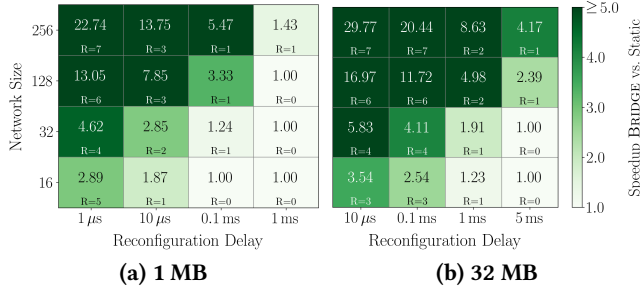 256
22.74
13.75
5.47
1.43
R=7
R=3
R=1
R=1
128
13.05
7.85
3.33
1.00
R=6
R=3
R=1
R=0
32
4.62
2.85
1.24
1.00
R=4
R=2
R=1
R=0
16
2.89
1.87
1.00
1.00
R=5
R=1
R=0
R=0
Network Size
1 μs
10 μs
0.1 ms
1 ms
Reconfiguration Delay
(a) 1 MB
29.77
20.44
8.63
4.17
R=7
R=7
R=2
R=1
16.97
11.72
4.98
2.39
R=6
R=6
R=2
R=1
5.83
4.11
1.91
1.00
R=4
R=4
R=1
R=0
3.54
2.54
1.23
1.00
R=3
R=3
R=1
R=0
10 μs
0.1 ms
1 ms
5 ms
Reconfiguration Delay
(b) 32 MB
≥ 5.0
4.0
3.0
2.0
1.0
Speedup BRIDGE vs. Static